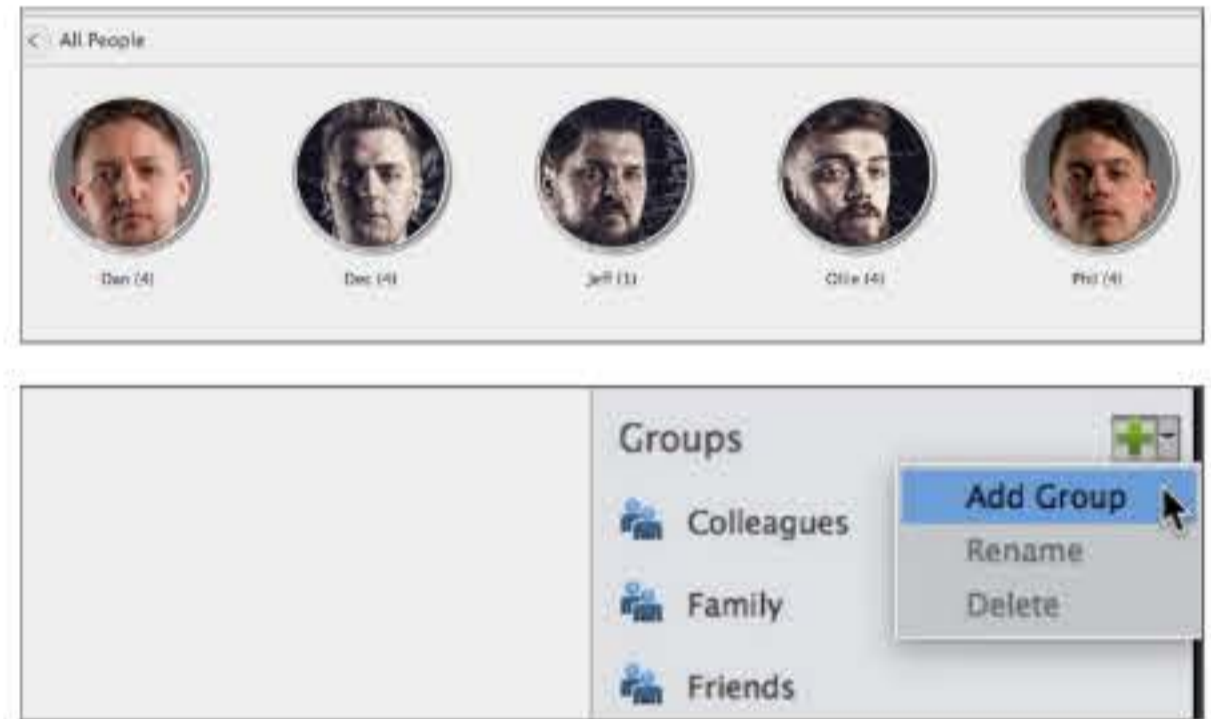 All People
Dan (4)
Dec (4)
Jeff (1)
Ollie (4)
Phil (4)
Groups
Add Group
Colleagues
Rename
Family
Delete
Friends